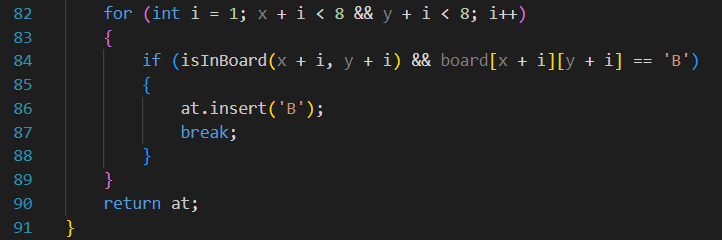 82 for (int i = 1; x + i < 8 && y + i < 8; i++)
83 {
84 if (isInBoard(x + i, y + i) && board[x + i][y + i] == 'B')
85 {
86 at.insert('B');
87 break;
88 }
89 }
90 return at;
91 }